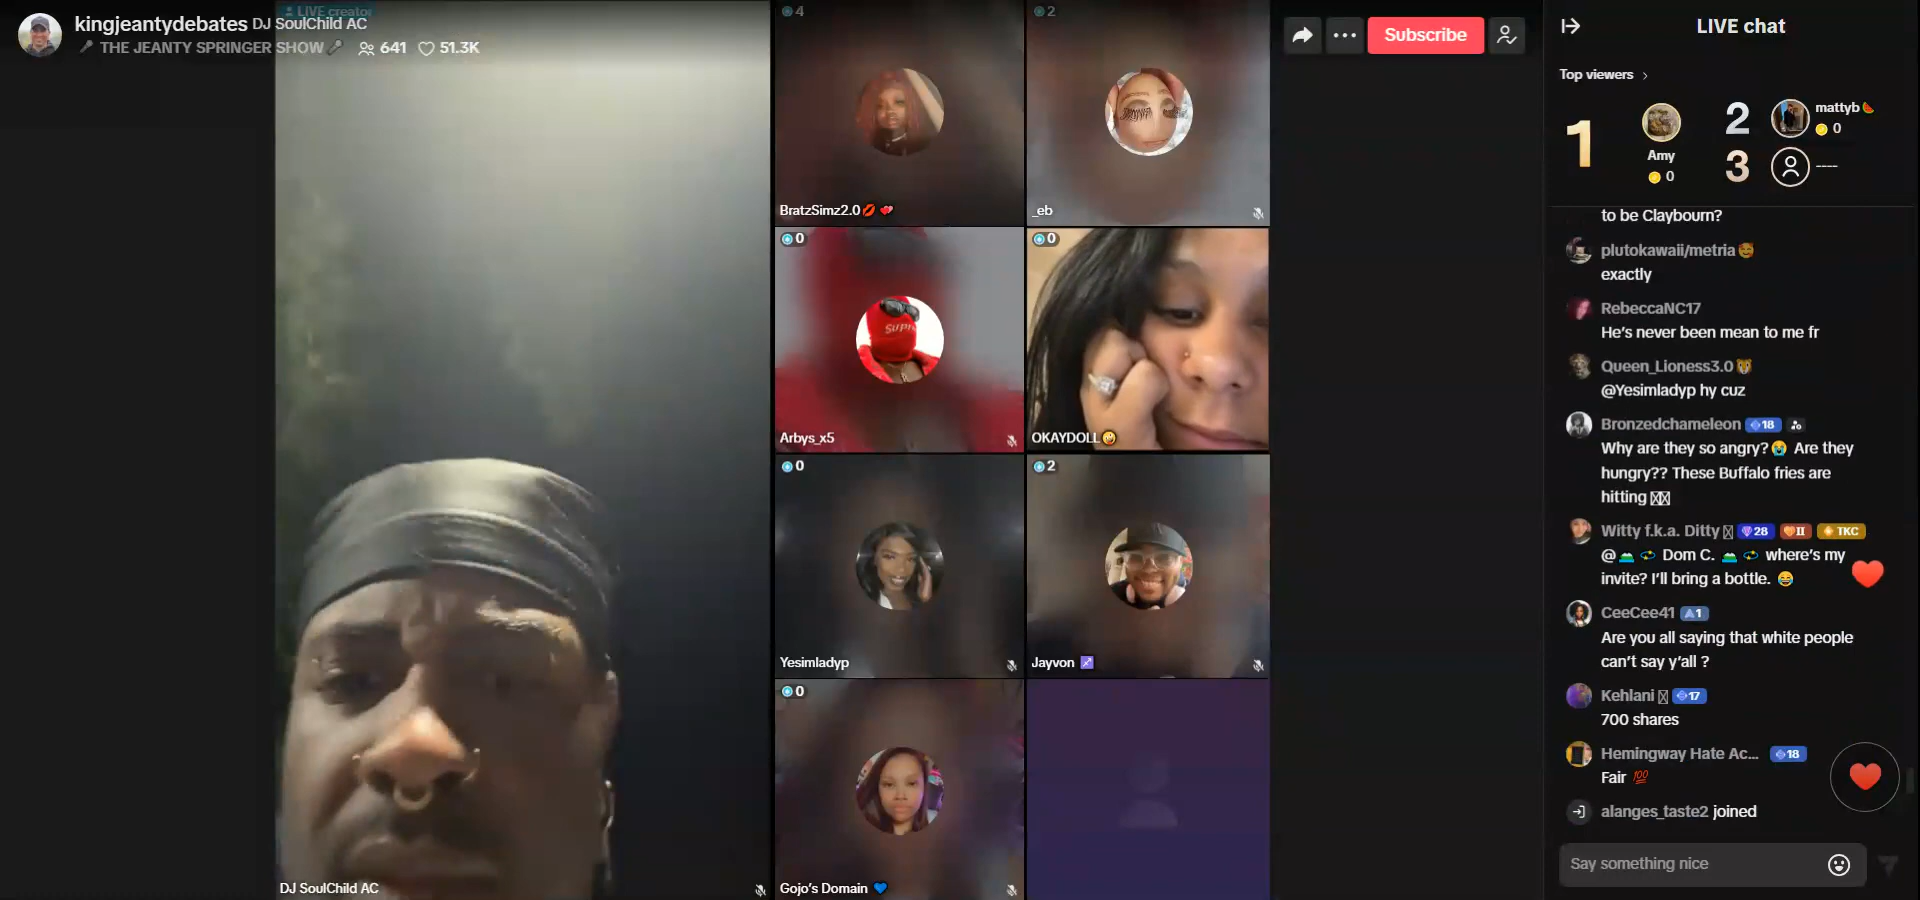 LIVE creator
kingjeantydebates DJ SoulChild AC
THE JEANTY SPRINGER SHOW 641 51.3K
4
2
Subscribe
BratzSimz2.0💋 💕
_eb
0
0
SUPR
Arbys_x5
OKAYDOLL🤪
0
2
Yesimladyp
Jayvon ♐
0
DJ SoulChild AC
Gojo's Domain 💙
LIVE chat
Top viewers >
1
Amy
0
2
mattyb🍉
0
3
----
to be Claybourn?
plutokawaii/metria🥰
exactly
RebeccaNC17
He's never been mean to me fr
Queen_Lioness3.0🐯
@Yesimladyp hy cuz
Bronzedchameleon 18
Why are they so angry?😭 Are they
hungry?? These Buffalo fries are
hitting
Witty f.k.a. Ditty 28 II TKC
@🗻 💫 Dom C. 🗻 💫 where's my
invite? I'll bring a bottle. 😂
CeeCee41 1
Are you all saying that white people
can't say y'all ?
Kehlani 17
700 shares
Hemingway Hate Ac... 18
Fair 💯
alanges_taste2 joined
Say something nice